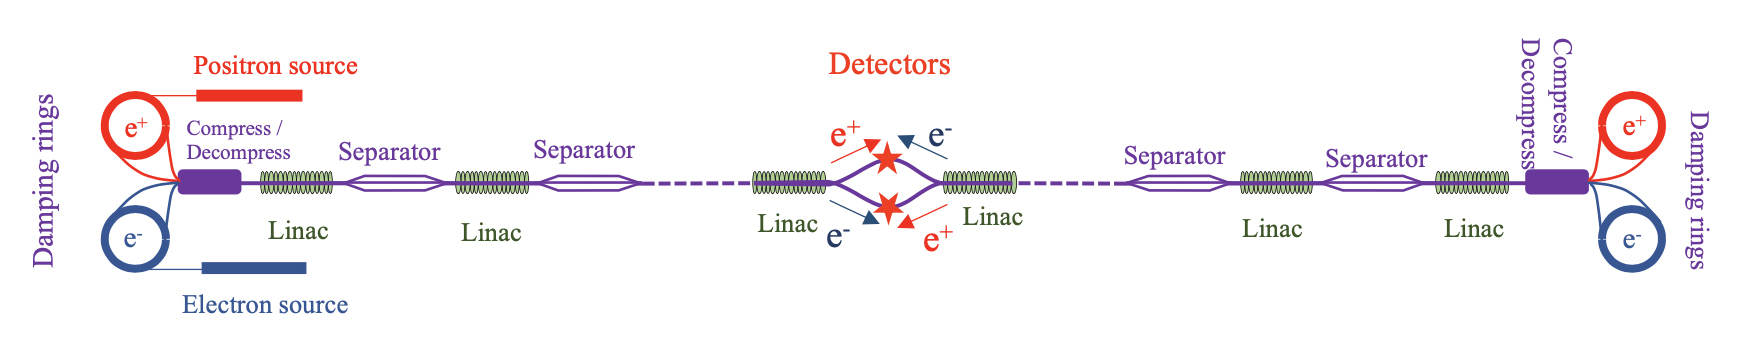 Detectors
Positron source
Damping rings
e+
Compress /
Decompress
Separator
Separator
e+
e-
Separator
Separator
Compress /
Decompress
e+
Damping rings
e-
Linac
Linac
Linac
e-
e+
Linac
Linac
Linac
e-
Electron source